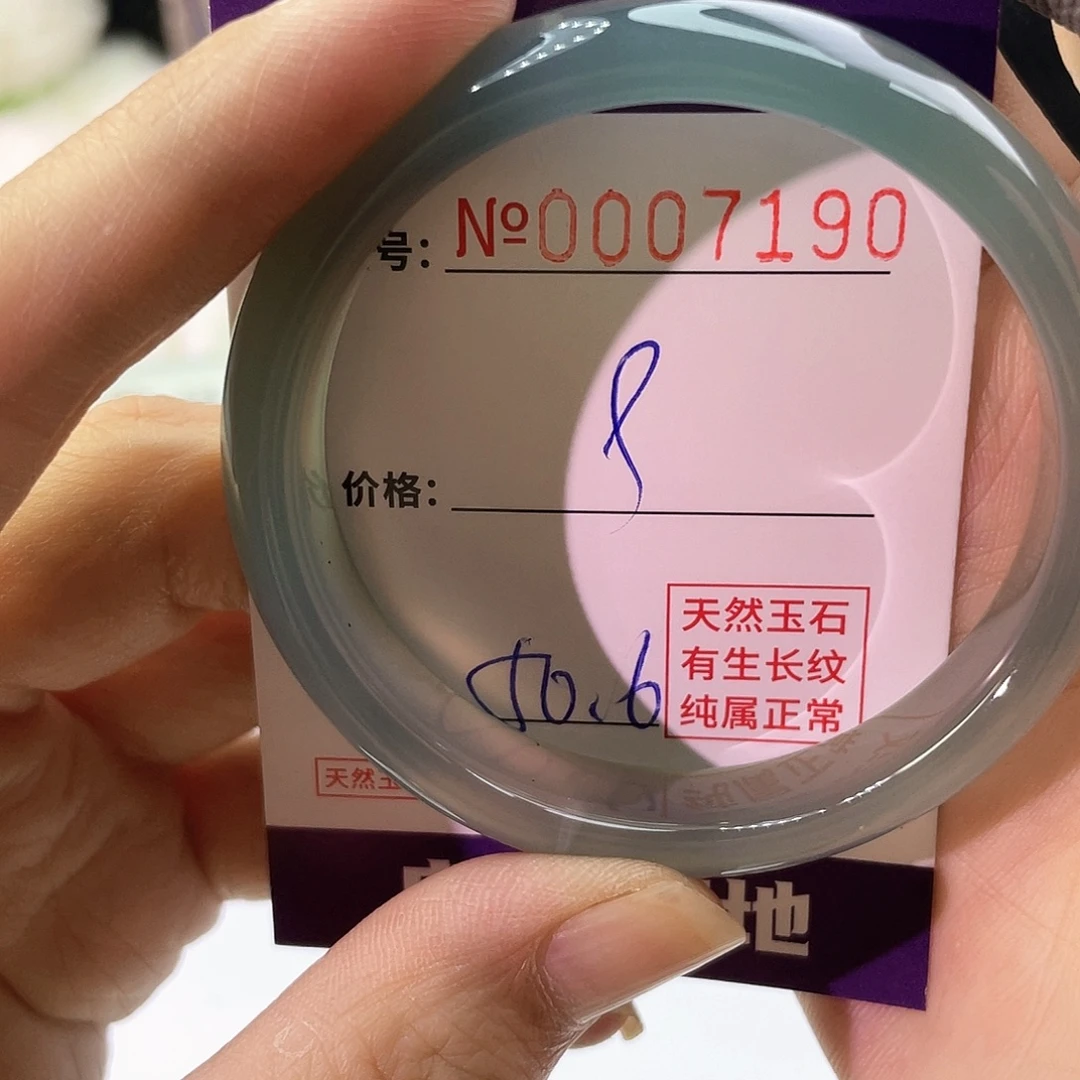 号: №0007190
价格:
50.6
天然玉石
有生长纹
纯属正常
天然玉
地